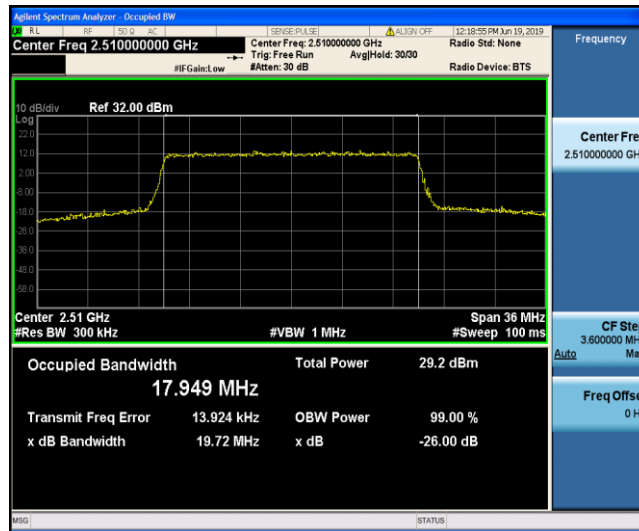 Agilent Spectrum Analyzer - Occupied BW
RL RF 50 Ω AC SENSE:PULSE ALIGN OFF 12:18:55 PM Jun 19, 2019
Center Freq 2.510000000 GHz Center Freq: 2.510000000 GHz Radio Std: None
Trig: Free Run Avg|Hold: 30/30
#IFGain:Low #Atten: 30 dB Radio Device: BTS
Frequency
10 dB/div Ref 32.00 dBm
Log
22.0
12.0
2.00
-8.00
-18.0
-28.0
-38.0
-48.0
-58.0
Center Fre
2.510000000 GH
Center 2.51 GHz Span 36 MHz
#Res BW 300 kHz #VBW 1 MHz #Sweep 100 ms
CF Ste
3.600000 MH
Auto Ma
Occupied Bandwidth Total Power 29.2 dBm
17.949 MHz
Transmit Freq Error 13.924 kHz OBW Power 99.00 %
x dB Bandwidth 19.72 MHz x dB -26.00 dB
Freq Offse
0 H
MSG STATUS